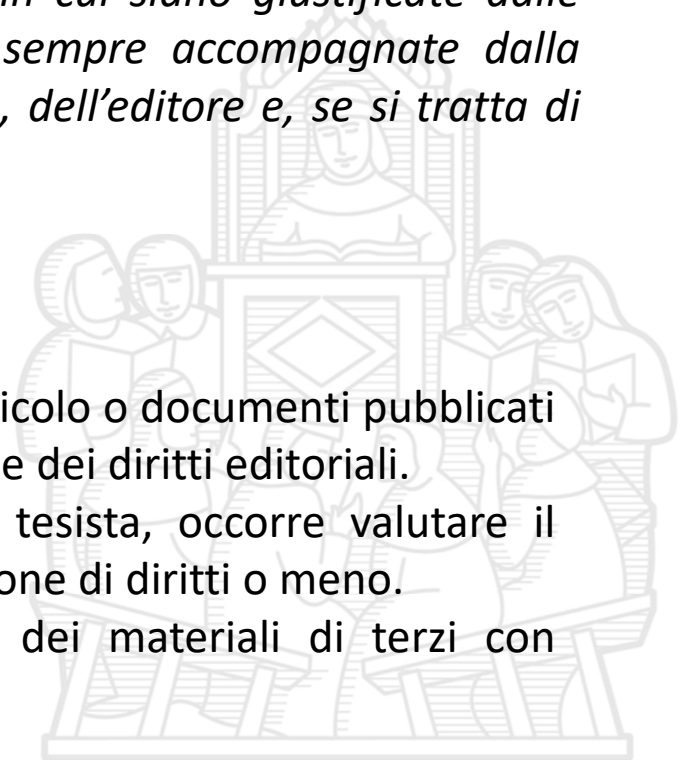 in cui siano giustificate dalle
sempre accompagnate dalla
, dell’editore e, se si tratta di
icolo o documenti pubblicati
e dei diritti editoriali.
tesista, occorre valutare il
one di diritti o meno.
dei materiali di terzi con